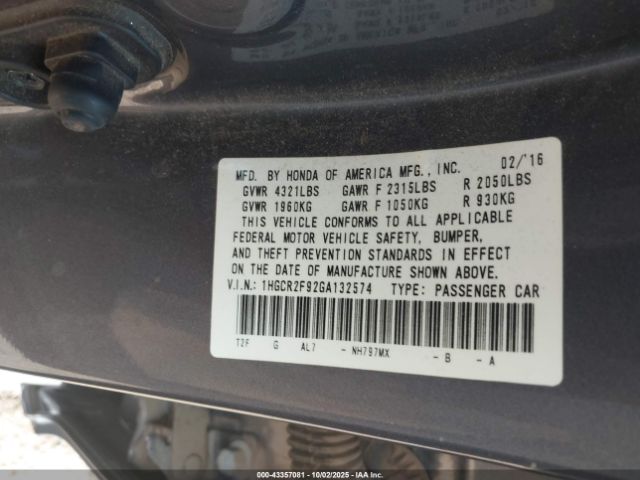 MFD. BY HONDA OF AMERICA MFG., INC. 02/'16
GVWR 4321LBS GAWR F 2315LBS R 2050LBS
GVWR 1960KG GAWR F 1050KG R 930KG
THIS VEHICLE CONFORMS TO ALL APPLICABLE
FEDERAL MOTOR VEHICLE SAFETY, BUMPER,
AND THEFT PREVENTION STANDARDS IN EFFECT
ON THE DATE OF MANUFACTURE SHOWN ABOVE.
V.I.N.: 1HGCR2F92GA132574 TYPE: PASSENGER CAR
T2F G AL7 - NH797MX - B - A
000-43357081 - 10/02/2025 - IAAI.com